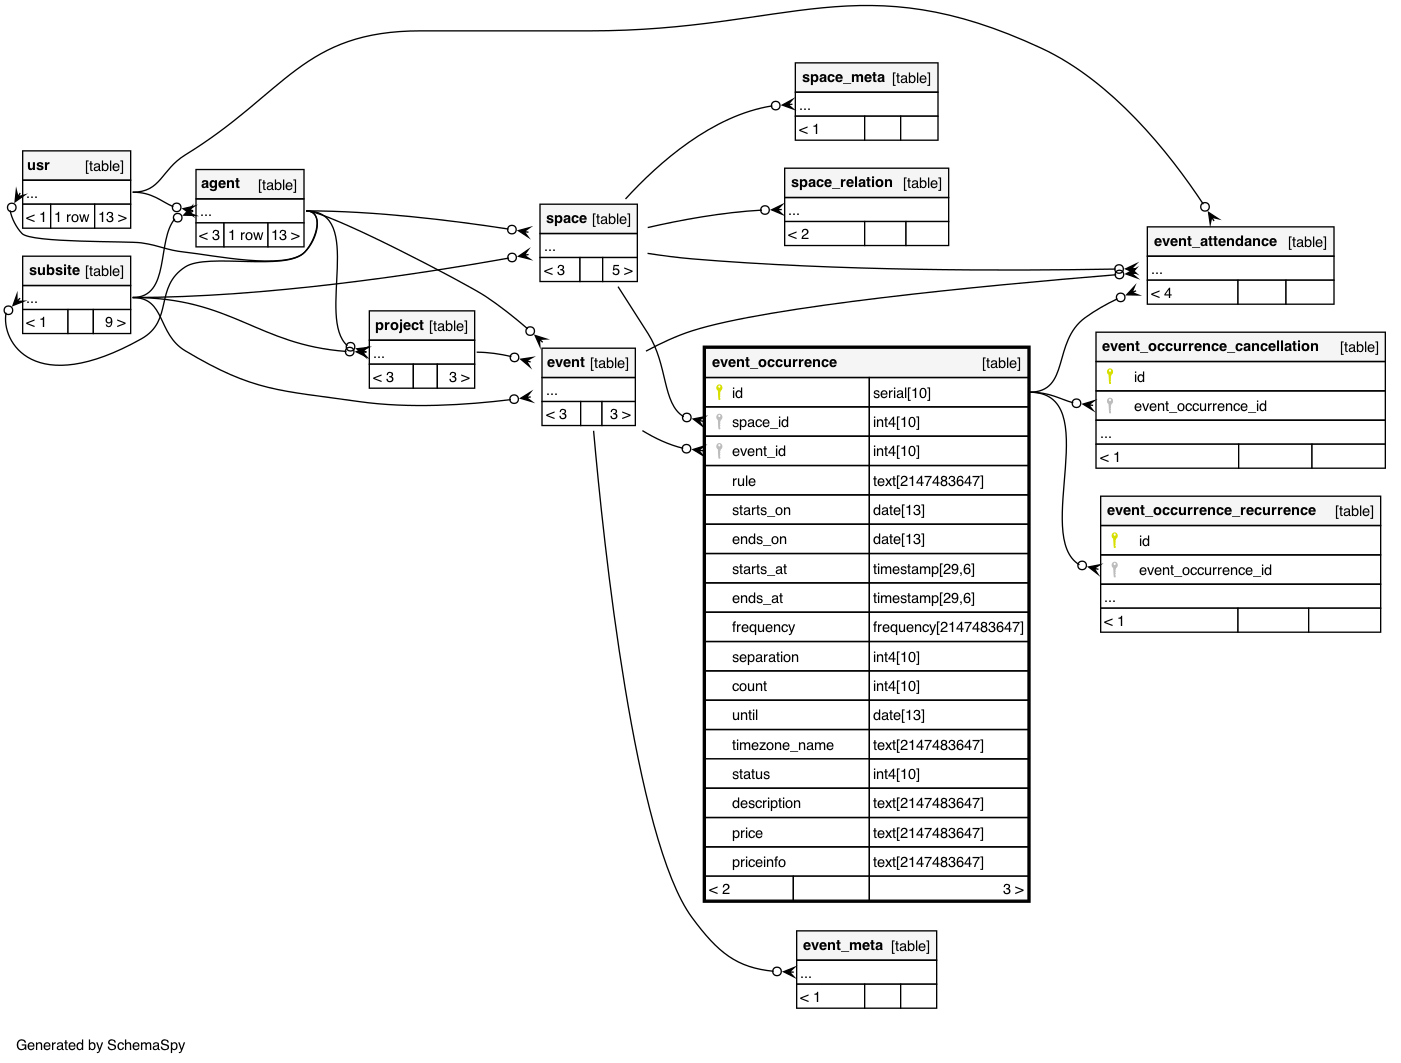 space_meta [table]
...
< 1
usr [table]
...
< 1 1 row 13 >
agent [table]
...
< 3 1 row 13 >
space_relation [table]
...
< 2
space [table]
...
< 3 5 >
event_attendance [table]
...
< 4
subsite [table]
...
< 1 9 >
project [table]
...
< 3 3 >
event [table]
...
< 3 3 >
event_occurrence [table]
id serial[10]
space_id int4[10]
event_id int4[10]
rule text[2147483647]
starts_on date[13]
ends_on date[13]
starts_at timestamp[29,6]
ends_at timestamp[29,6]
frequency frequency[2147483647]
separation int4[10]
count int4[10]
until date[13]
timezone_name text[2147483647]
status int4[10]
description text[2147483647]
price text[2147483647]
priceinfo text[2147483647]
< 2 3 >
event_occurrence_cancellation [table]
id
event_occurrence_id
...
< 1
event_occurrence_recurrence [table]
id
event_occurrence_id
...
< 1
event_meta [table]
...
< 1
Generated by SchemaSpy